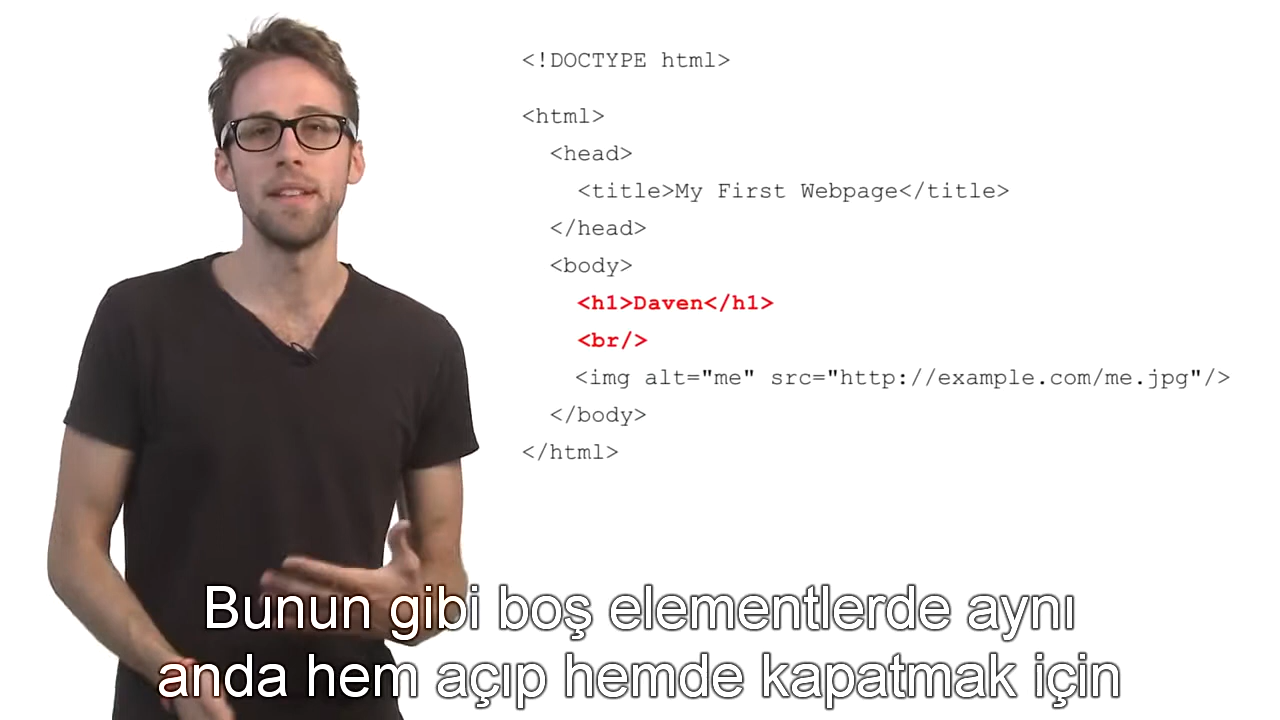 <!DOCTYPE html>
<html>
<head>
<title>My First Webpage</title>
</head>
<body>
<h1>Daven</h1>
<br/>
<img alt="me" src="http://example.com/me.jpg"/>
</body>
</html>
Bunun gibi boş elementlerde aynı
anda hem açıp hemde kapatmak için